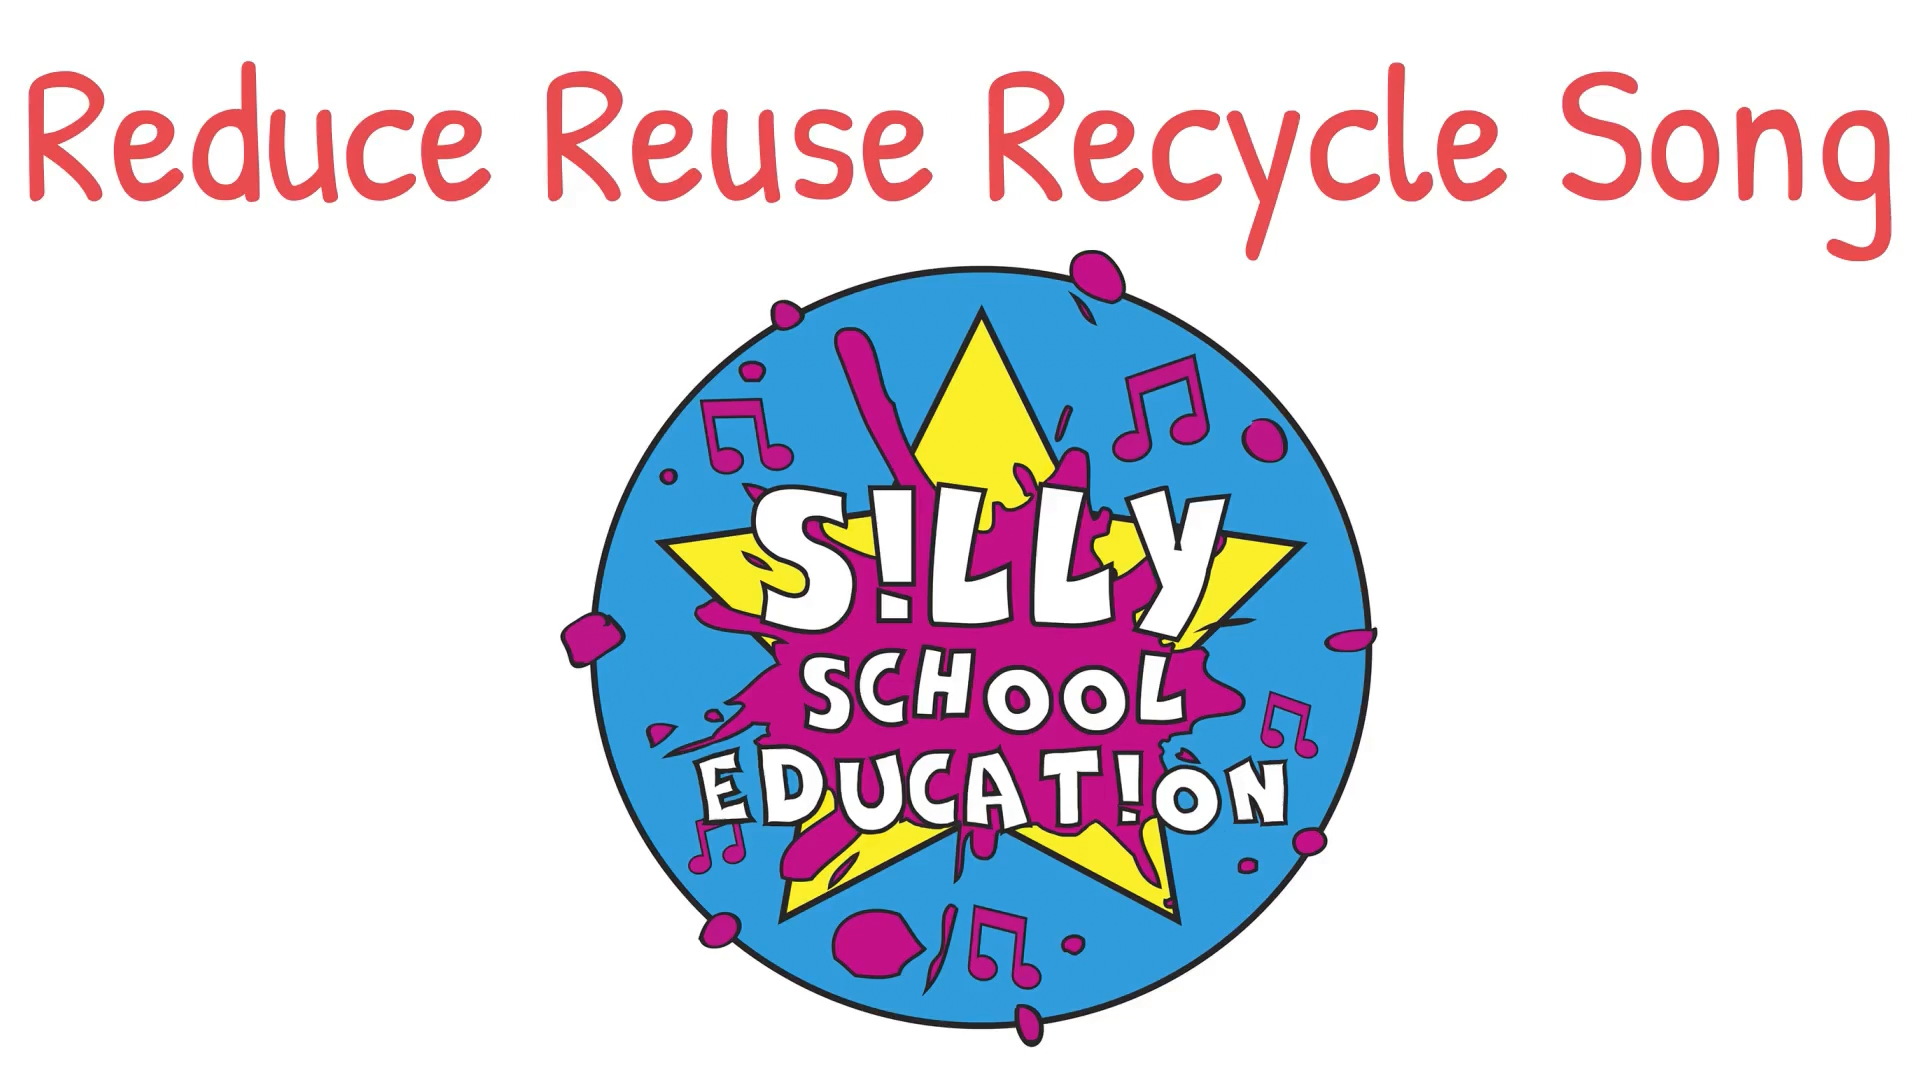 Reduce Reuse Recycle Song
S!LLY
SCHOOL
EDUCAT!ON